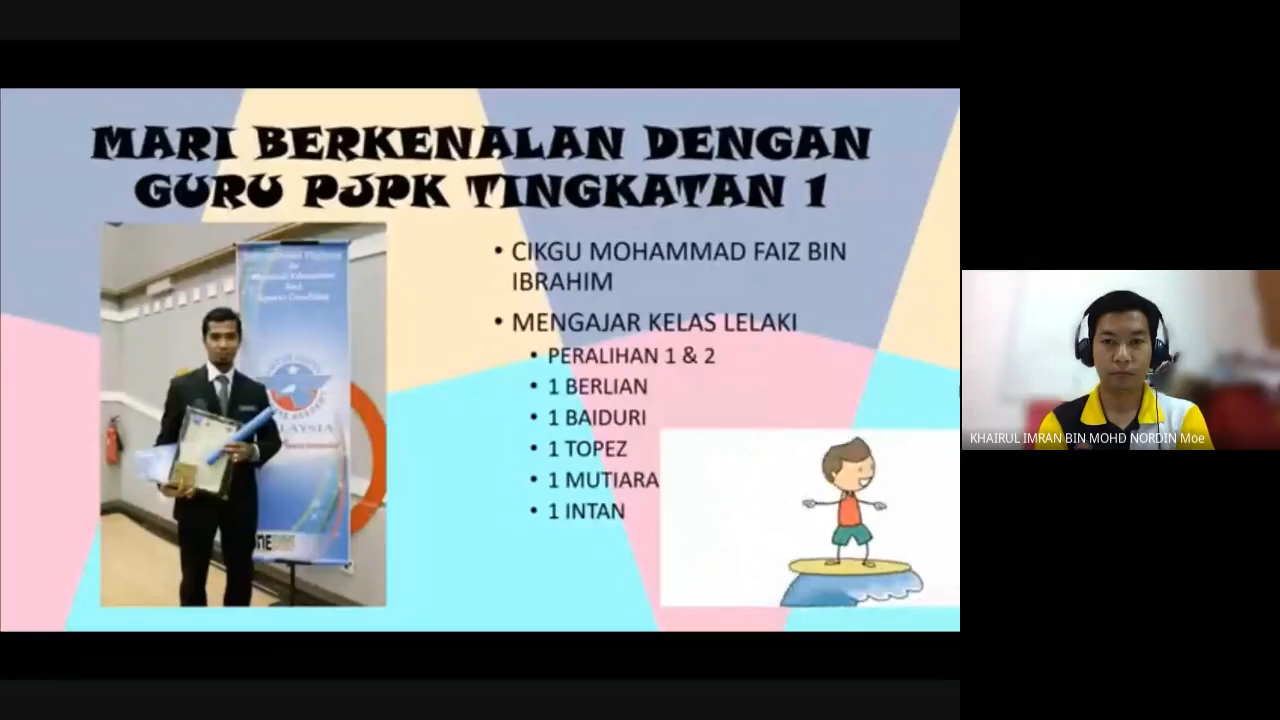 MARI BERKENALAN DENGAN
GURU PJPK TINGKATAN 1
• CIKGU MOHAMMAD FAIZ BIN
IBRAHIM
• MENGAJAR KELAS LELAKI
• PERALIHAN 1 & 2
• 1 BERLIAN
• 1 BAIDURI
• 1 TOPEZ
• 1 MUTIARA
• 1 INTAN
KHAIRUL IMRAN BIN MOHD NORDIN Moe